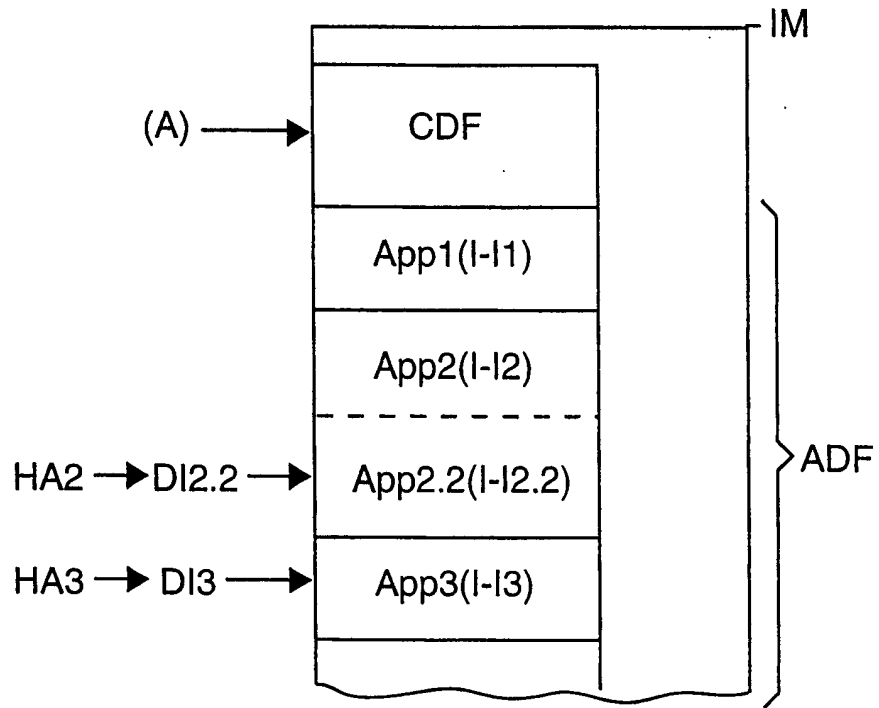 IM
(A) CDF
App1(I-I1)
App2(I-I2)
HA2 DI2.2 App2.2(I-I2.2)
ADF
HA3 DI3 App3(I-I3)